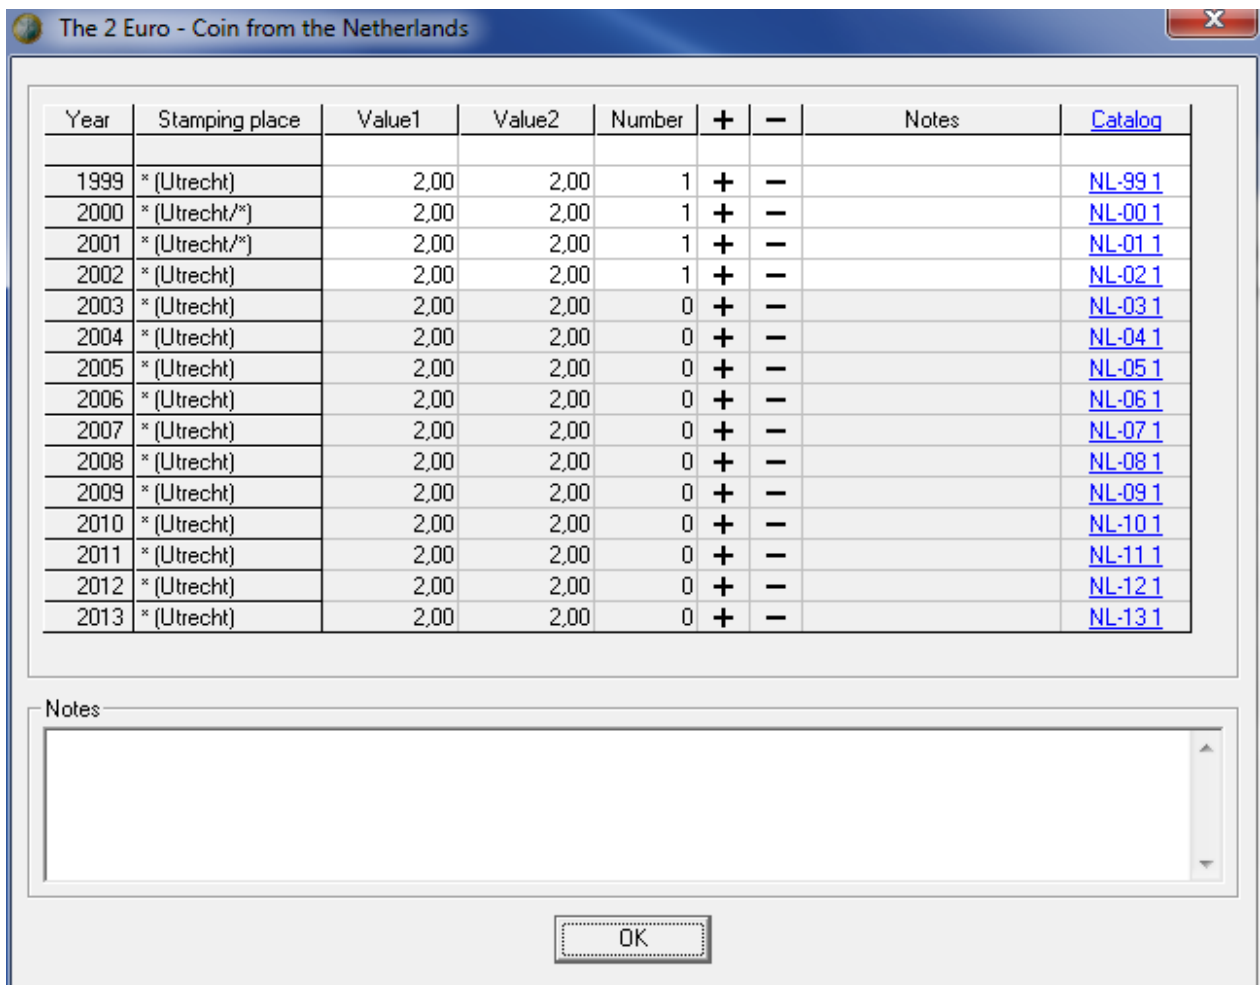 The 2 Euro - Coin from the Netherlands
x
Year Stamping place Value1 Value2 Number + − Notes Catalog
1999 * (Utrecht) 2,00 2,00 1 + − NL-99 1
2000 * (Utrecht/*) 2,00 2,00 1 + − NL-00 1
2001 * (Utrecht/*) 2,00 2,00 1 + − NL-01 1
2002 * (Utrecht) 2,00 2,00 1 + − NL-02 1
2003 * (Utrecht) 2,00 2,00 0 + − NL-03 1
2004 * (Utrecht) 2,00 2,00 0 + − NL-04 1
2005 * (Utrecht) 2,00 2,00 0 + − NL-05 1
2006 * (Utrecht) 2,00 2,00 0 + − NL-06 1
2007 * (Utrecht) 2,00 2,00 0 + − NL-07 1
2008 * (Utrecht) 2,00 2,00 0 + − NL-08 1
2009 * (Utrecht) 2,00 2,00 0 + − NL-09 1
2010 * (Utrecht) 2,00 2,00 0 + − NL-10 1
2011 * (Utrecht) 2,00 2,00 0 + − NL-11 1
2012 * (Utrecht) 2,00 2,00 0 + − NL-12 1
2013 * (Utrecht) 2,00 2,00 0 + − NL-13 1
Notes
OK